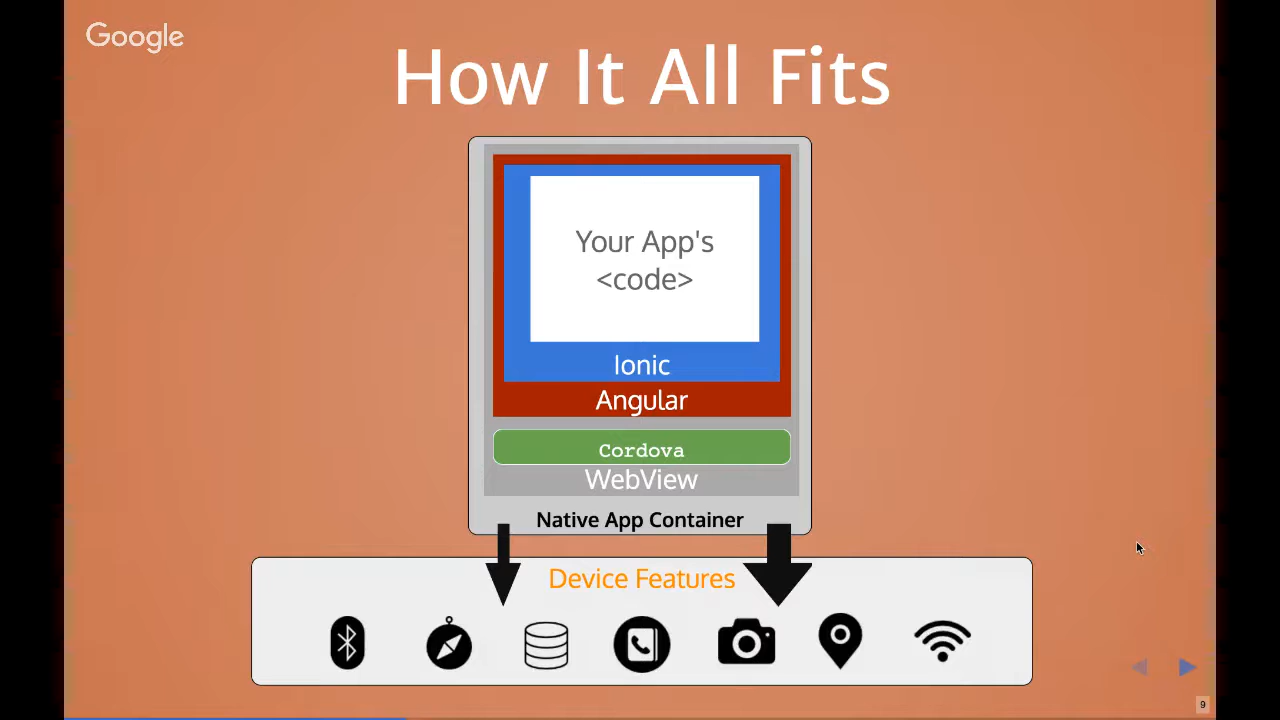 Google
How It All Fits
Your App's
<code>
Ionic
Angular
Cordova
WebView
Native App Container
Device Features
9